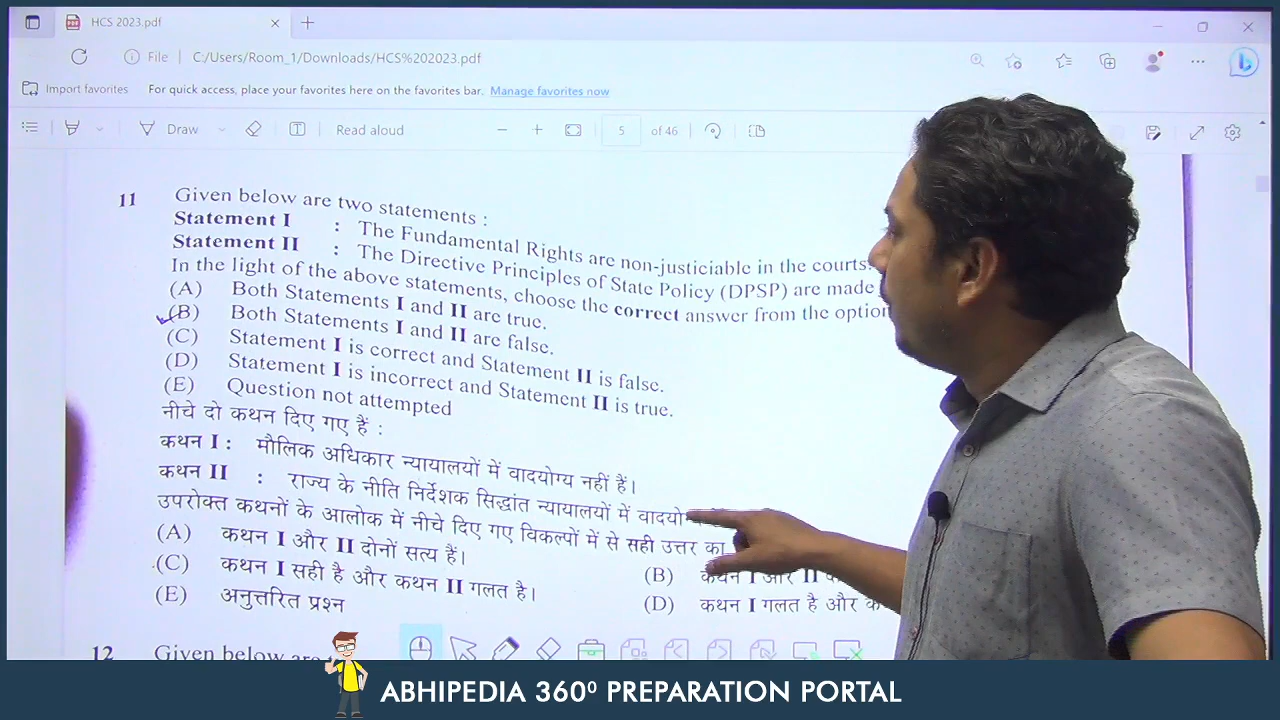 HCS 2023.pdf
File C:/Users/Room_1/Downloads/HCS%202023.pdf
Import favorites For quick access, place your favorites here on the favorites bar. Manage favorites now
Draw Read aloud 5 of 46
11 Given below are two statements :
Statement I : The Fundamental Rights are non-justiciable in the courts.
Statement II : The Directive Principles of State Policy (DPSP) are made
In the light of the above statements, choose the correct answer from the option
(A) Both Statements I and II are true.
(B) Both Statements I and II are false.
(C) Statement I is correct and Statement II is false.
(D) Statement I is incorrect and Statement II is true.
(E) Question not attempted
नीचे दो कथन दिए गए हैं :
कथन I : मौलिक अधिकार न्यायालयों में वादयोग्य नहीं हैं।
कथन II : राज्य के नीति निर्देशक सिद्धांत न्यायालयों में वादयोग्य
उपरोक्त कथनों के आलोक में नीचे दिए गए विकल्पों में से सही उत्तर का
(A) कथन I और II दोनों सत्य हैं।
(B) कथन I और II
(C) कथन I सही है और कथन II गलत है।
(D) कथन I गलत है और
(E) अनुत्तरित प्रश्न
12 Given below are
ABHIPEDIA 360⁰ PREPARATION PORTAL